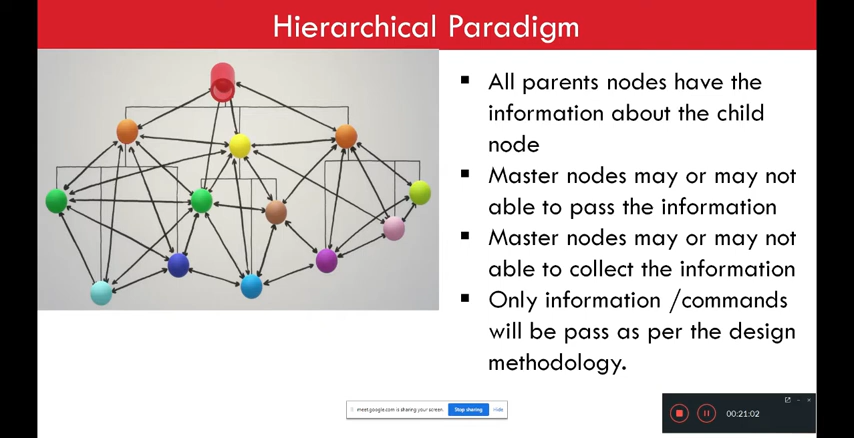 Hierarchical Paradigm
▪ All parents nodes have the
information about the child
node
▪ Master nodes may or may not
able to pass the information
▪ Master nodes may or may not
able to collect the information
▪ Only information /commands
will be pass as per the design
methodology.
meet.google.com is sharing your screen. Stop sharing Hide
00:21:02